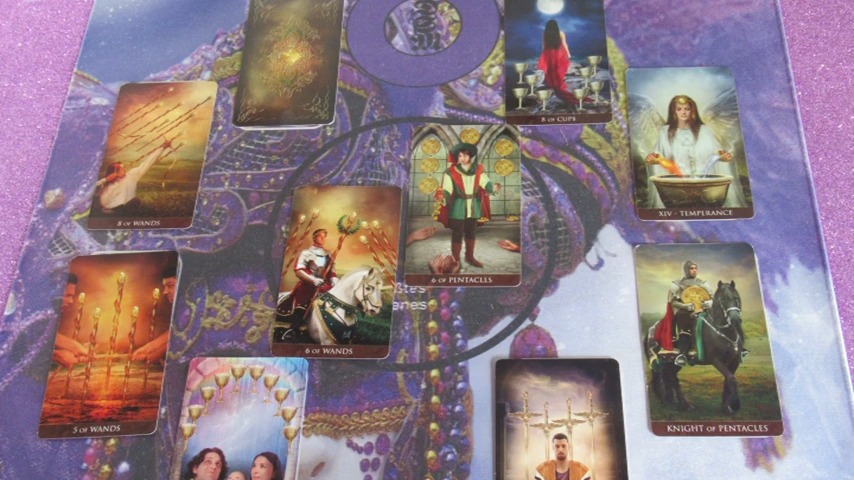 8 OF CUPS
XIV - TEMPERANCE
8 OF WANDS
6 OF PENTACLES
6 OF WANDS
5 OF WANDS
KNIGHT OF PENTACLES